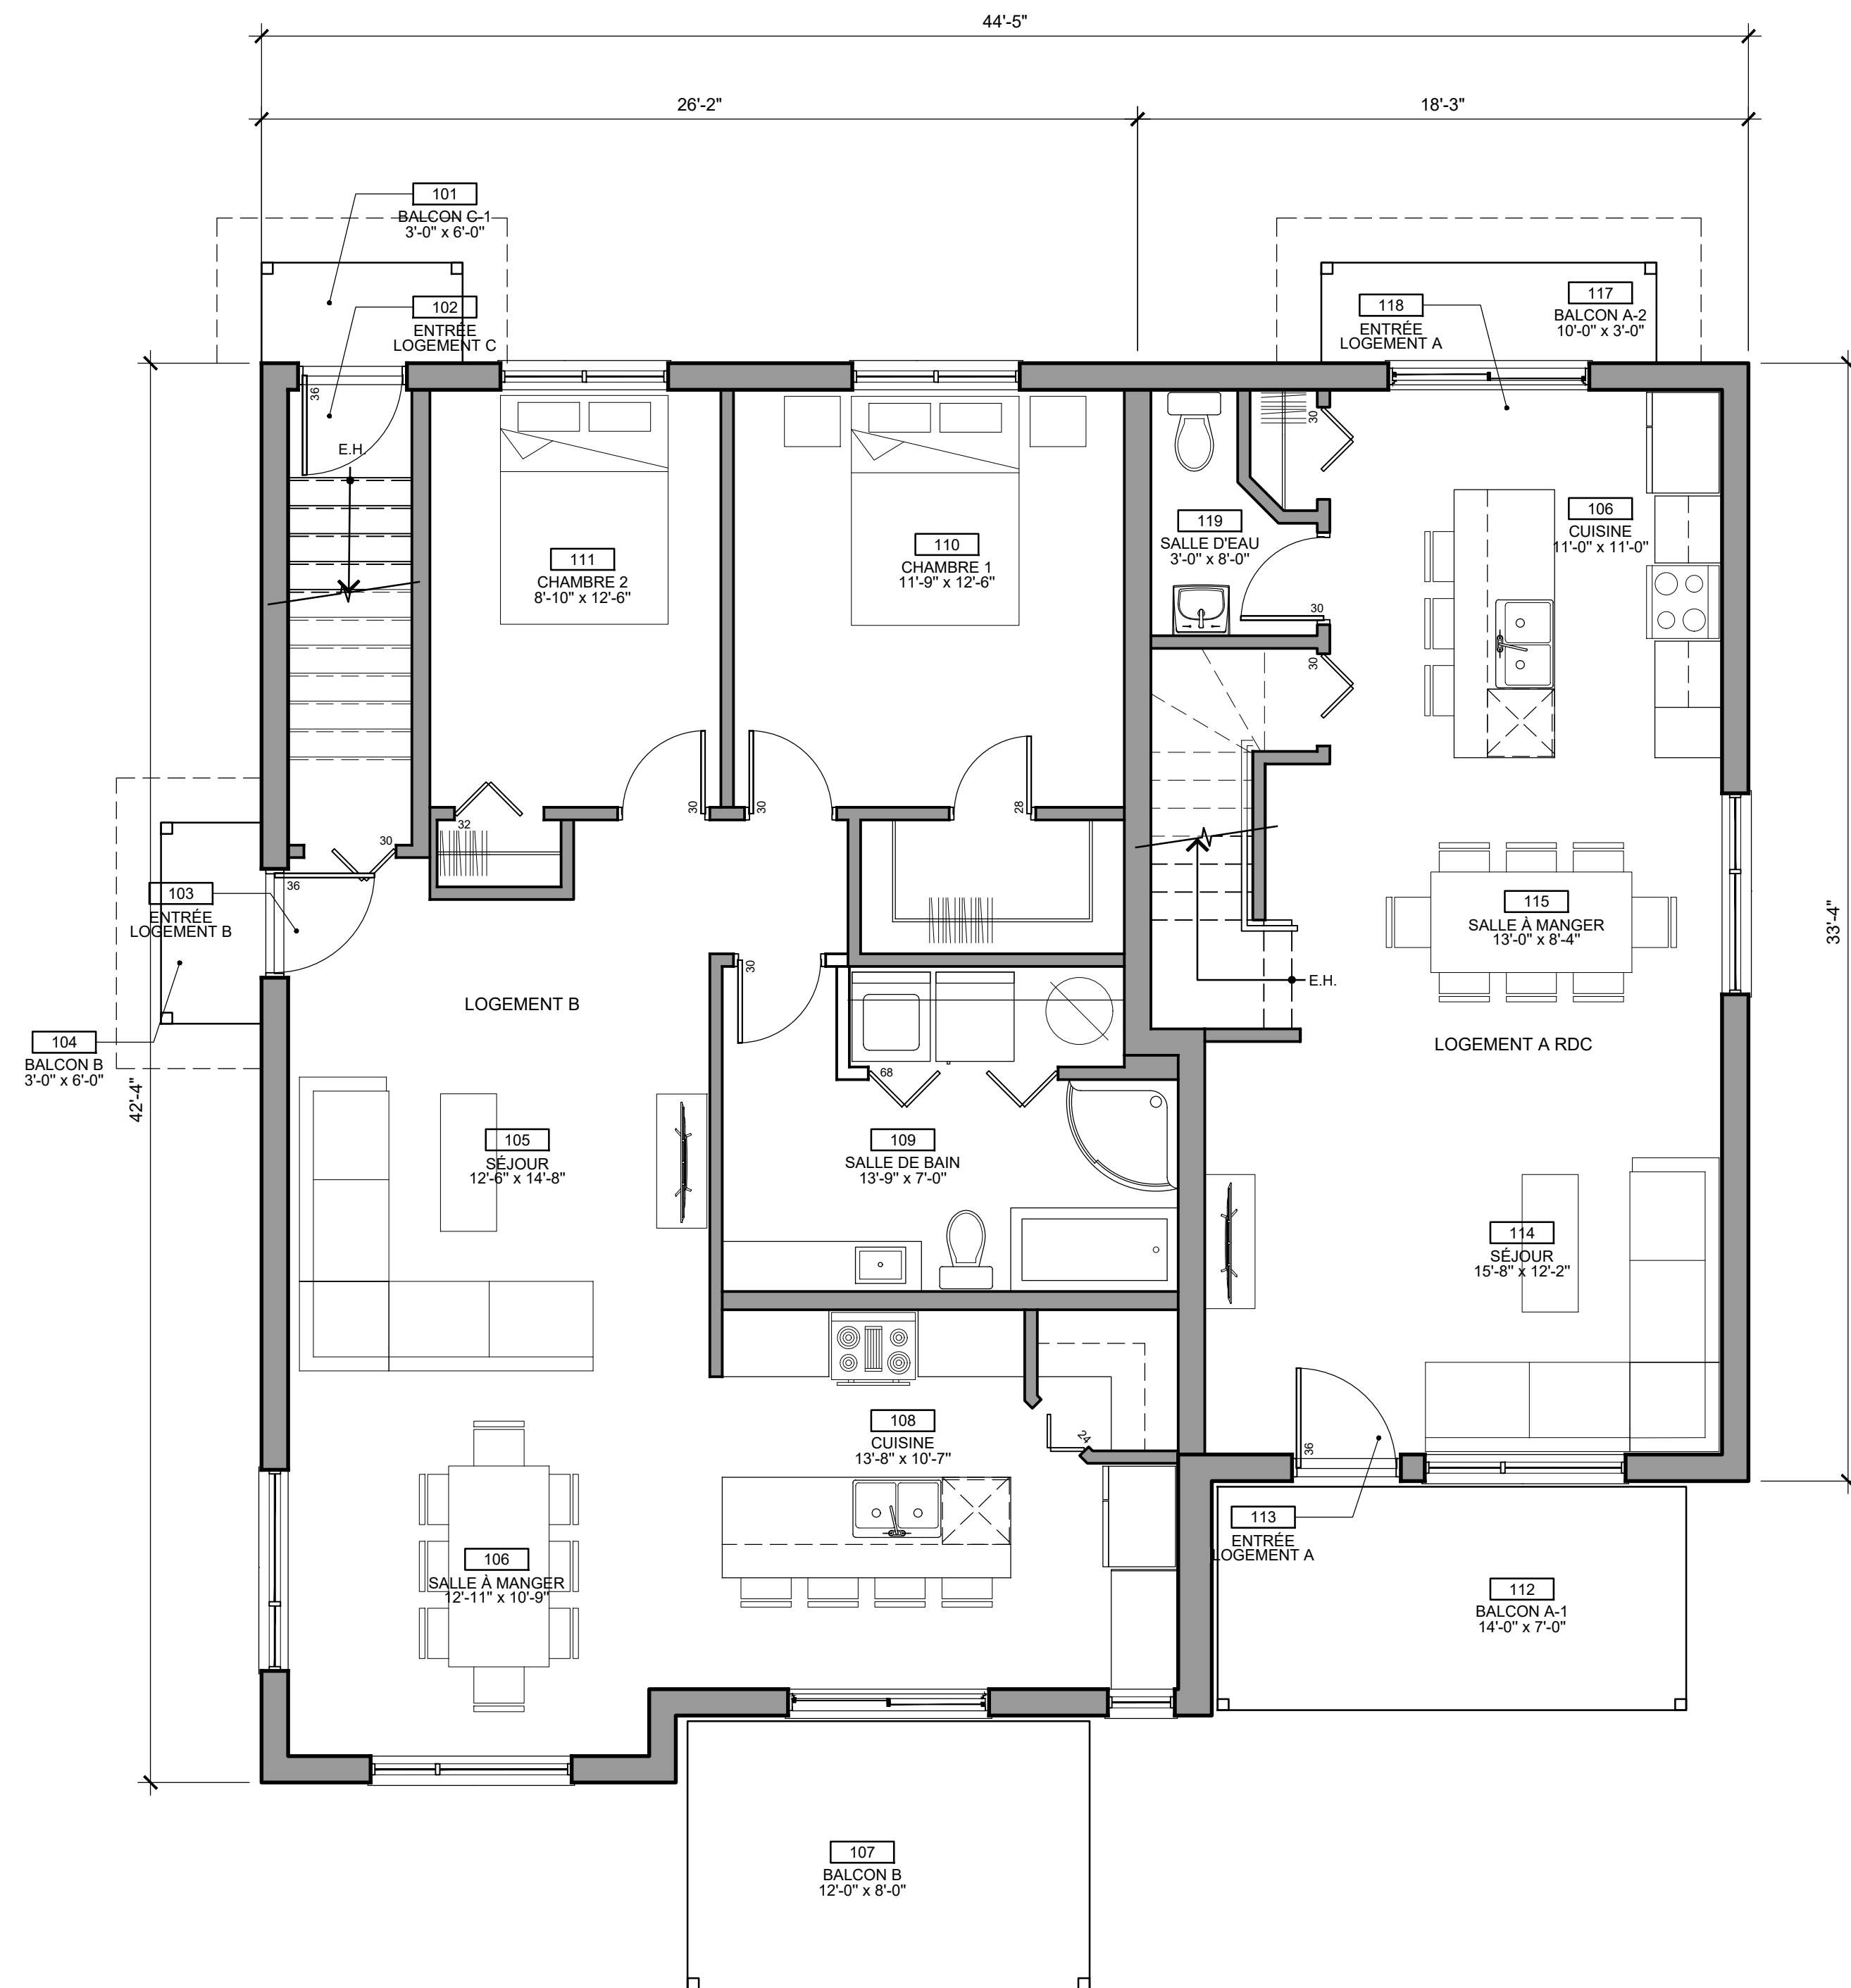 44'-5"
26'-2"
18'-3"
101
BALCON C-1
3'-0" x 6'-0"
102
ENTRÉE
LOGEMENT C
117
BALCON A-2
10'-0" x 3'-0"
118
ENTRÉE
LOGEMENT A
36
E.H.
30
111
CHAMBRE 2
8'-10" x 12'-6"
110
CHAMBRE 1
11'-9" x 12'-6"
119
SALLE D'EAU
3'-0" x 8'-0"
106
CUISINE
11'-0" x 11'-0"
30
30
30
30
28
32
30
36
103
ENTRÉE
LOGEMENT B
115
SALLE À MANGER
13'-0" x 8'-4"
33'-4"
30
E.H.
LOGEMENT B
LOGEMENT A RDC
104
BALCON B
3'-0" x 6'-0"
42'-4"
68
105
SÉJOUR
12'-6" x 14'-8"
109
SALLE DE BAIN
13'-9" x 7'-0"
114
SÉJOUR
15'-8" x 12'-2"
108
CUISINE
13'-8" x 10'-7"
24
36
113
ENTRÉE
LOGEMENT A
106
SALLE À MANGER
12'-11" x 10'-9"
112
BALCON A-1
14'-0" x 7'-0"
107
BALCON B
12'-0" x 8'-0"